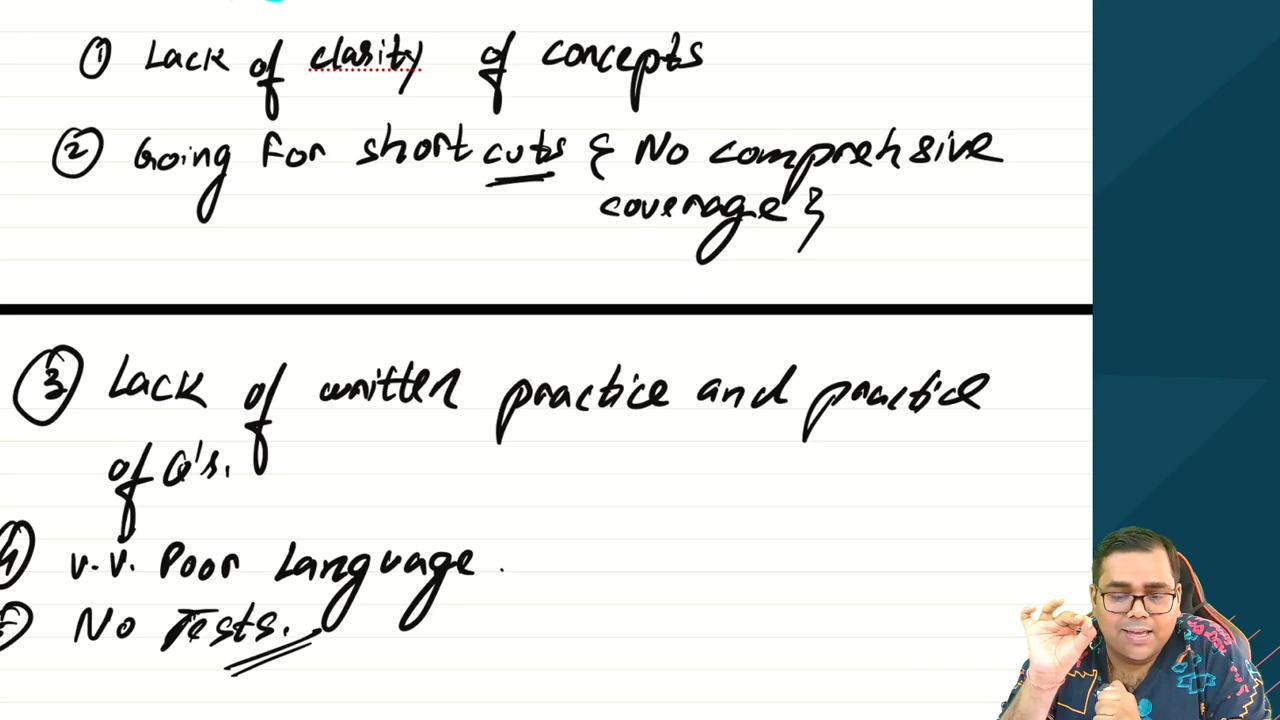 ① Lack of clarity of concepts
② Going for short cuts { No comprehsive
coverage }
③ Lack of written practice and practice
of Q's.
④ v.v. Poor Language.
⑤ No Tests.